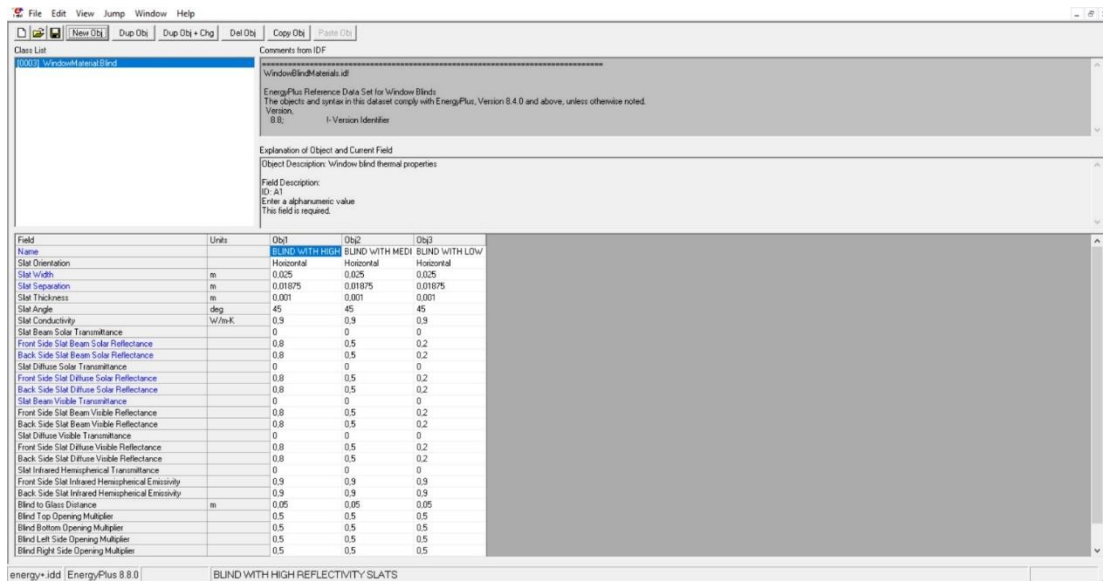 File Edit View Jump Window Help
New Obj Dup Obj Dup Obj + Chg Del Obj Copy Obj Paste Obj
Class List
Comments from IDF
[0003] WindowMaterial:Blind
WindowBlindMaterials.idf
EnergyPlus Reference Data Set for Window Blinds
The objects and syntax in this dataset comply with EnergyPlus, Version 8.4.0 and above, unless otherwise noted.
Version,
8.8; !- Version Identifier
Explanation of Object and Current Field
Object Description: Window blind thermal properties
Field Description:
ID: A1
Enter a alphanumeric value
This field is required.
Field Units Obj1 Obj2 Obj3
Name BLIND WITH HIGH BLIND WITH MEDI BLIND WITH LOW
Slat Orientation Horizontal Horizontal Horizontal
Slat Width m 0,025 0,025 0,025
Slat Separation m 0,01875 0,01875 0,01875
Slat Thickness m 0,001 0,001 0,001
Slat Angle deg 45 45 45
Slat Conductivity W/m-K 0,9 0,9 0,9
Slat Beam Solar Transmittance 0 0 0
Front Side Slat Beam Solar Reflectance 0,8 0,5 0,2
Back Side Slat Beam Solar Reflectance 0,8 0,5 0,2
Slat Diffuse Solar Transmittance 0 0 0
Front Side Slat Diffuse Solar Reflectance 0,8 0,5 0,2
Back Side Slat Diffuse Solar Reflectance 0,8 0,5 0,2
Slat Beam Visible Transmittance 0 0 0
Front Side Slat Beam Visible Reflectance 0,8 0,5 0,2
Back Side Slat Beam Visible Reflectance 0,8 0,5 0,2
Slat Diffuse Visible Transmittance 0 0 0
Front Side Slat Diffuse Visible Reflectance 0,8 0,5 0,2
Back Side Slat Diffuse Visible Reflectance 0,8 0,5 0,2
Slat Infrared Hemispherical Transmittance 0 0 0
Front Side Slat Infrared Hemispherical Emissivity 0,9 0,9 0,9
Back Side Slat Infrared Hemispherical Emissivity 0,9 0,9 0,9
Blind to Glass Distance m 0,05 0,05 0,05
Blind Top Opening Multiplier 0,5 0,5 0,5
Blind Bottom Opening Multiplier 0,5 0,5 0,5
Blind Left Side Opening Multiplier 0,5 0,5 0,5
Blind Right Side Opening Multiplier 0,5 0,5 0,5
energy+.idd EnergyPlus 8.8.0 BLIND WITH HIGH REFLECTIVITY SLATS